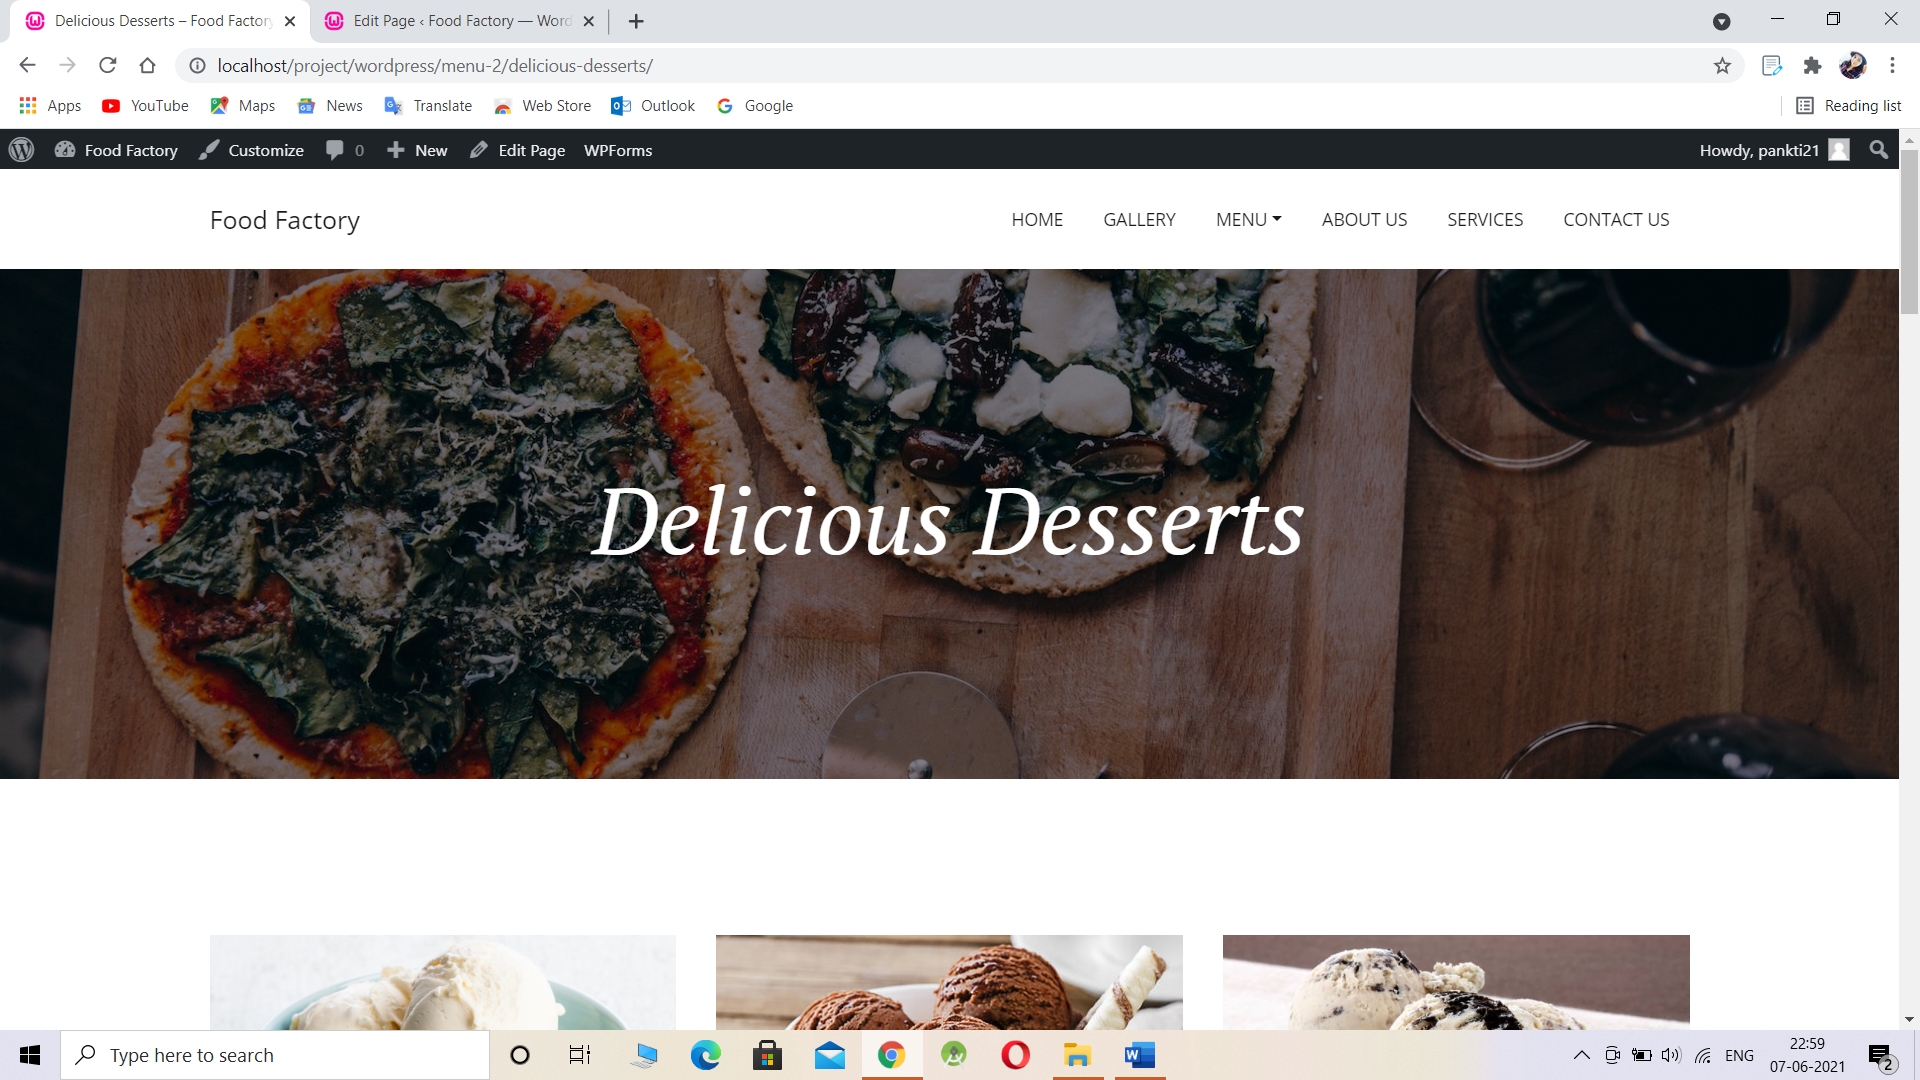 Delicious Desserts – Food Factory
Edit Page ‹ Food Factory — Word
localhost/project/wordpress/menu-2/delicious-desserts/
Apps YouTube Maps News Translate Web Store Outlook Google Reading list
Food Factory Customize 0 New Edit Page WPForms Howdy, pankti21
Food Factory HOME GALLERY MENU ABOUT US SERVICES CONTACT US
Delicious Desserts
Type here to search
ENG
22:59
07-06-2021
2